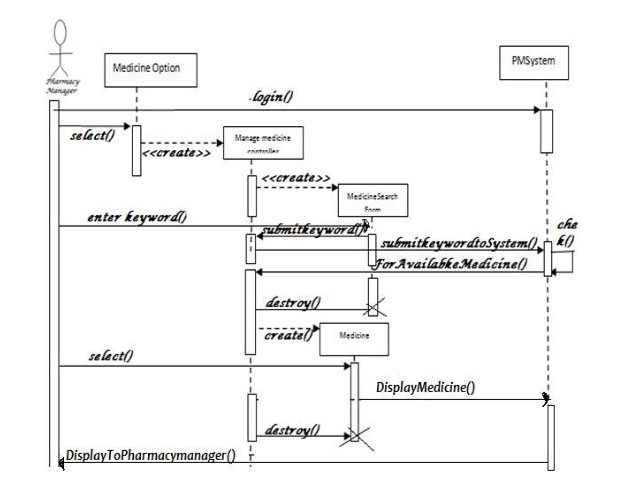 PMSystem
Medicine Option
Pharmacy
Manager
.login()
select()
Manage medicine
controller
<<create>>
<<create>>
MedicineSearch
Form
enter keyword()
submitkeyword()
che
k()
submitkeywordtoSystem()
ForAvailabkeMedicine()
destroy()
create()
Medicine
select()
DisplayMedicine()
destroy()
DisplayToPharmacymanager()